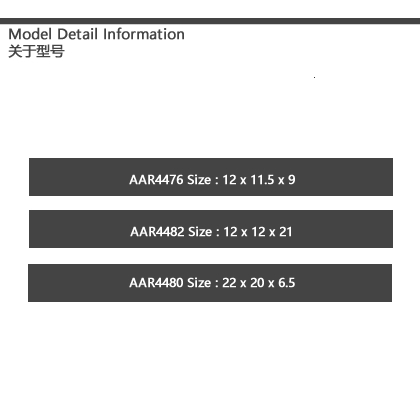 Model Detail Information
关于型号
AAR4476 Size : 12 x 11.5 x 9
AAR4482 Size : 12 x 12 x 21
AAR4480 Size : 22 x 20 x 6.5